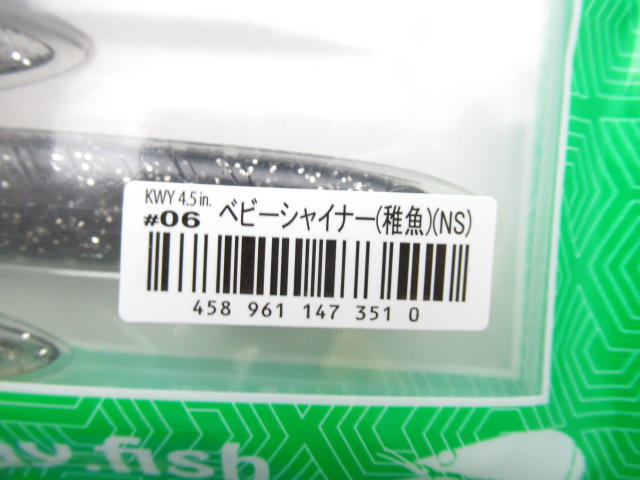 KWY 4.5 in.
#06 ベビーシャイナー(稚魚)(NS)
458 961 147 351 0
fish